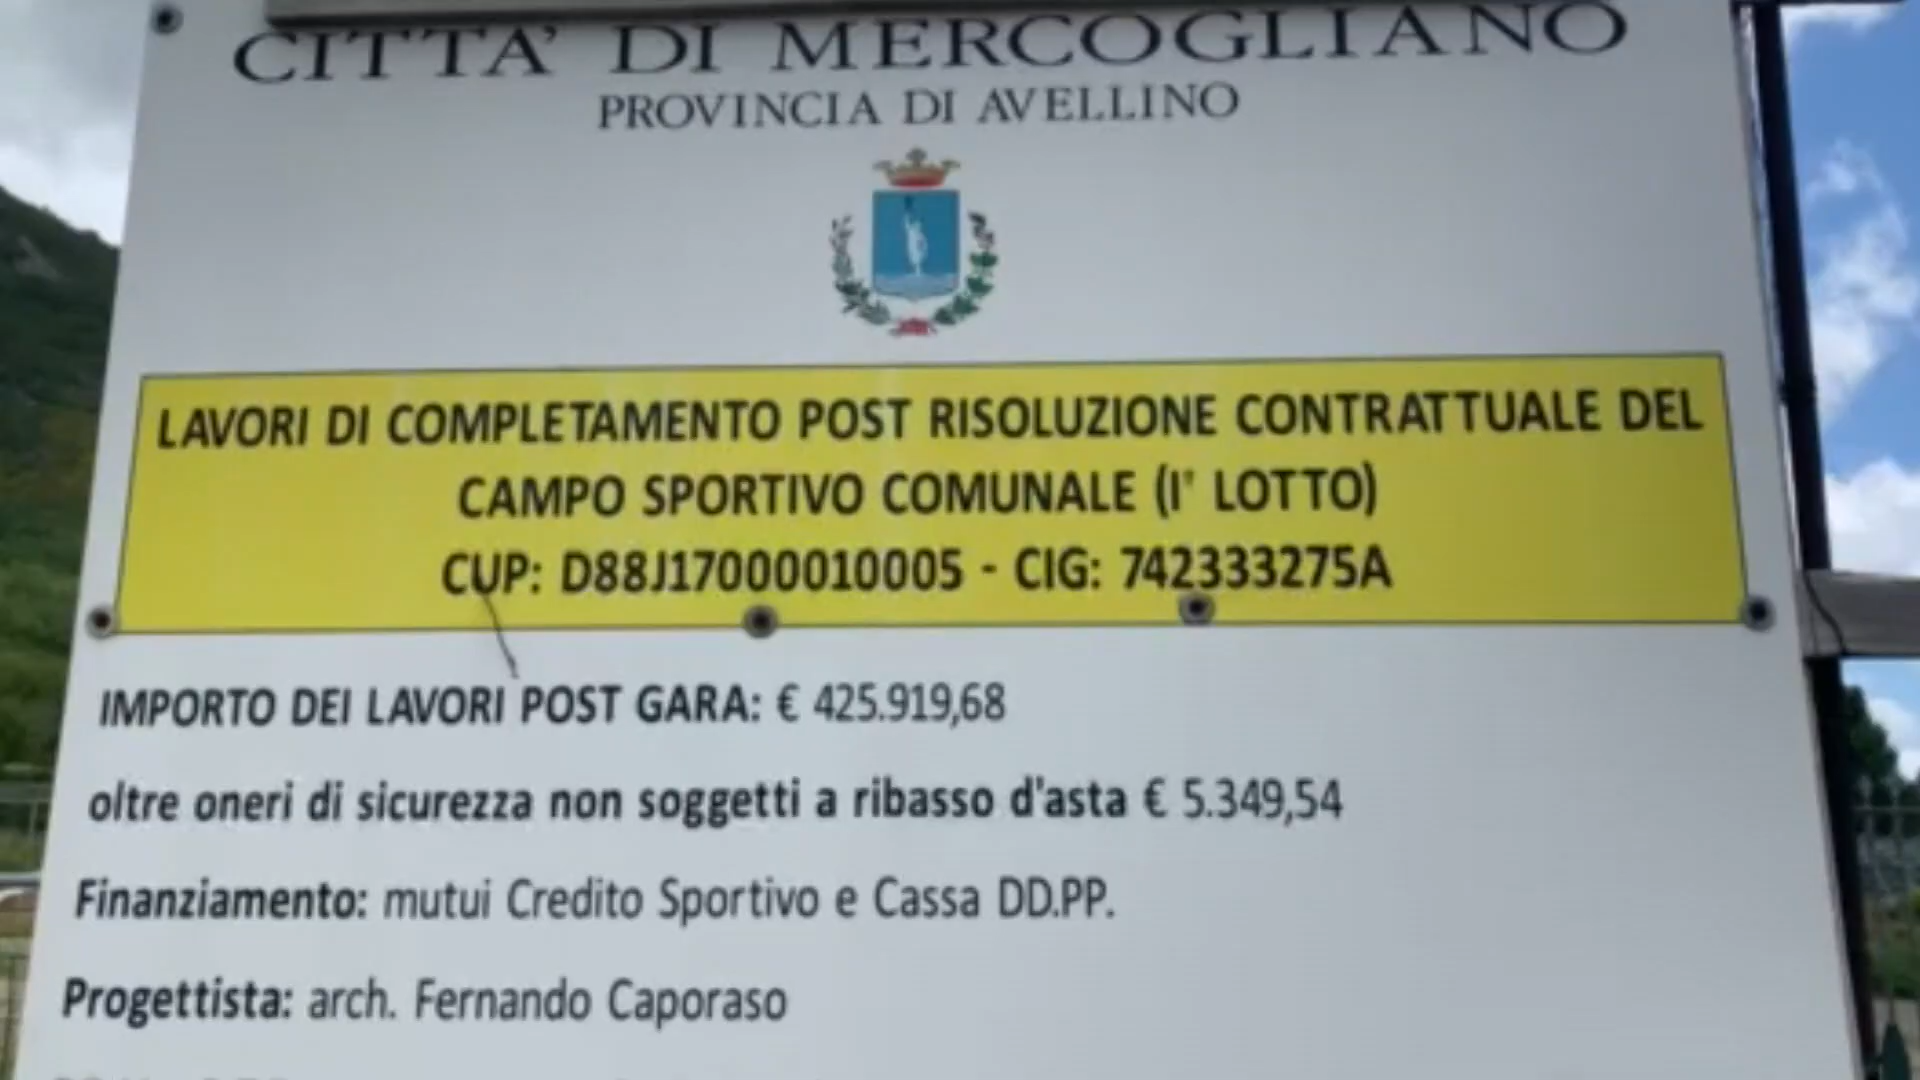 CITTA' DI MERCOGLIANO
PROVINCIA DI AVELLINO
LAVORI DI COMPLETAMENTO POST RISOLUZIONE CONTRATTUALE DEL
CAMPO SPORTIVO COMUNALE (I° LOTTO)
CUP: D88J17000010005 - CIG: 742333275A
IMPORTO DEI LAVORI POST GARA: € 425.919,68
oltre oneri di sicurezza non soggetti a ribasso d'asta € 5.349,54
Finanziamento: mutui Credito Sportivo e Cassa DD.PP.
Progettista: arch. Fernando Caporaso